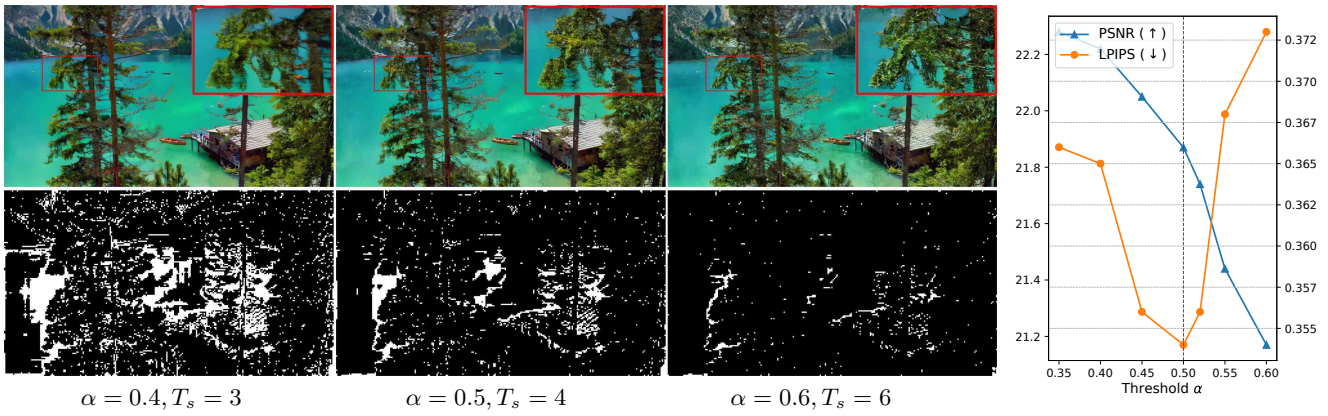 α = 0.4, T_s = 3
α = 0.5, T_s = 4
α = 0.6, T_s = 6
PSNR (↑)
LPIPS (↓)
22.2
22.0
21.8
21.6
21.4
21.2
0.372
0.370
0.367
0.365
0.362
0.360
0.357
0.355
0.35 0.40 0.45 0.50 0.55 0.60
Threshold α